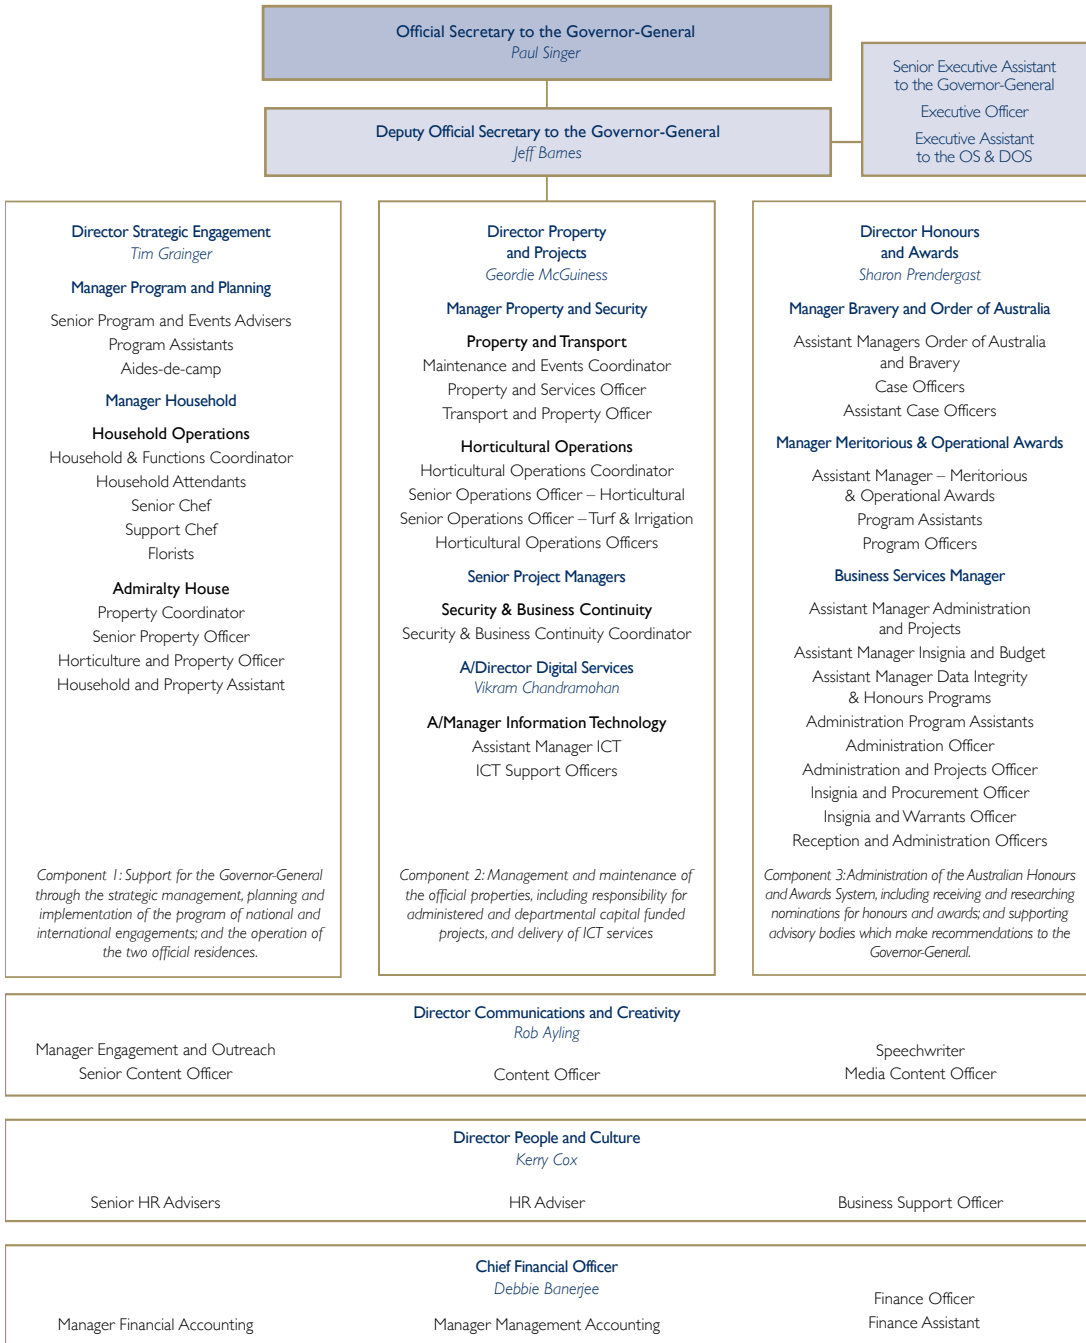 Official Secretary to the Governor-General
Paul Singer
Senior Executive Assistant
to the Governor-General
Executive Officer
Executive Assistant
to the OS & DOS
Deputy Official Secretary to the Governor-General
Jeff Barnes
Director Strategic Engagement
Tim Grainger
Manager Program and Planning
Senior Program and Events Advisers
Program Assistants
Aides-de-camp
Manager Household
Household Operations
Household & Functions Coordinator
Household Attendants
Senior Chef
Support Chef
Florists
Admiralty House
Property Coordinator
Senior Property Officer
Horticulture and Property Officer
Household and Property Assistant
Component 1: Support for the Governor-General
through the strategic management, planning and
implementation of the program of national and
international engagements; and the operation of
the two official residences.
Director Property
and Projects
Geordie McGuiness
Manager Property and Security
Property and Transport
Maintenance and Events Coordinator
Property and Services Officer
Transport and Property Officer
Horticultural Operations
Horticultural Operations Coordinator
Senior Operations Officer – Horticultural
Senior Operations Officer – Turf & Irrigation
Horticultural Operations Officers
Senior Project Managers
Security & Business Continuity
Security & Business Continuity Coordinator
A/Director Digital Services
Vikram Chandramohan
A/Manager Information Technology
Assistant Manager ICT
ICT Support Officers
Component 2: Management and maintenance of
the official properties, including responsibility for
administered and departmental capital funded
projects, and delivery of ICT services
Director Honours
and Awards
Sharon Prendergast
Manager Bravery and Order of Australia
Assistant Managers Order of Australia
and Bravery
Case Officers
Assistant Case Officers
Manager Meritorious & Operational Awards
Assistant Manager – Meritorious
& Operational Awards
Program Assistants
Program Officers
Business Services Manager
Assistant Manager Administration
and Projects
Assistant Manager Insignia and Budget
Assistant Manager Data Integrity
& Honours Programs
Administration Program Assistants
Administration Officer
Administration and Projects Officer
Insignia and Procurement Officer
Insignia and Warrants Officer
Reception and Administration Officers
Component 3: Administration of the Australian Honours
and Awards System, including receiving and researching
nominations for honours and awards; and supporting
advisory bodies which make recommendations to the
Governor-General.
Director Communications and Creativity
Rob Ayling
Manager Engagement and Outreach
Senior Content Officer
Content Officer
Speechwriter
Media Content Officer
Director People and Culture
Kerry Cox
Senior HR Advisers
HR Adviser
Business Support Officer
Chief Financial Officer
Debbie Banerjee
Manager Financial Accounting
Manager Management Accounting
Finance Officer
Finance Assistant